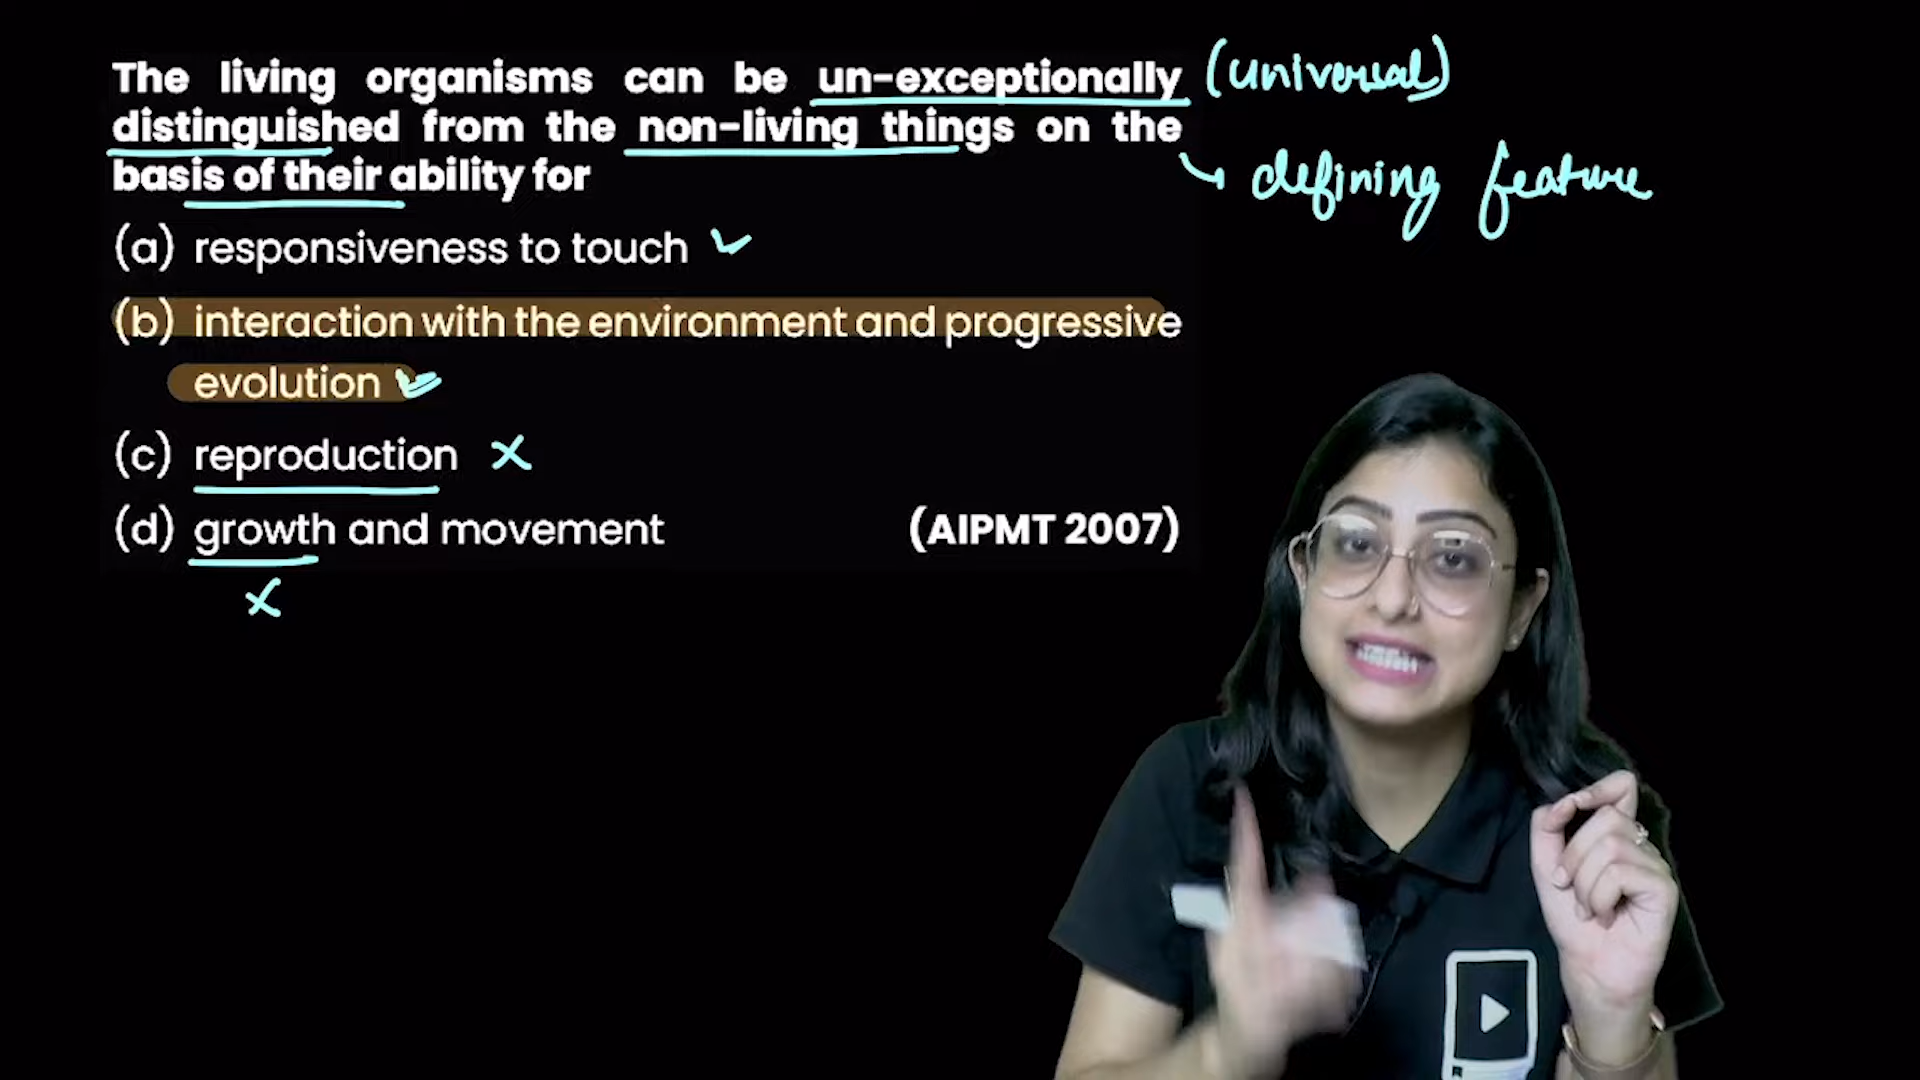 The living organisms can be un-exceptionally (universal)
distinguished from the non-living things on the
basis of their ability for
defining feature
(a) responsiveness to touch
(b) interaction with the environment and progressive
evolution
(c) reproduction
(d) growth and movement (AIPMT 2007)